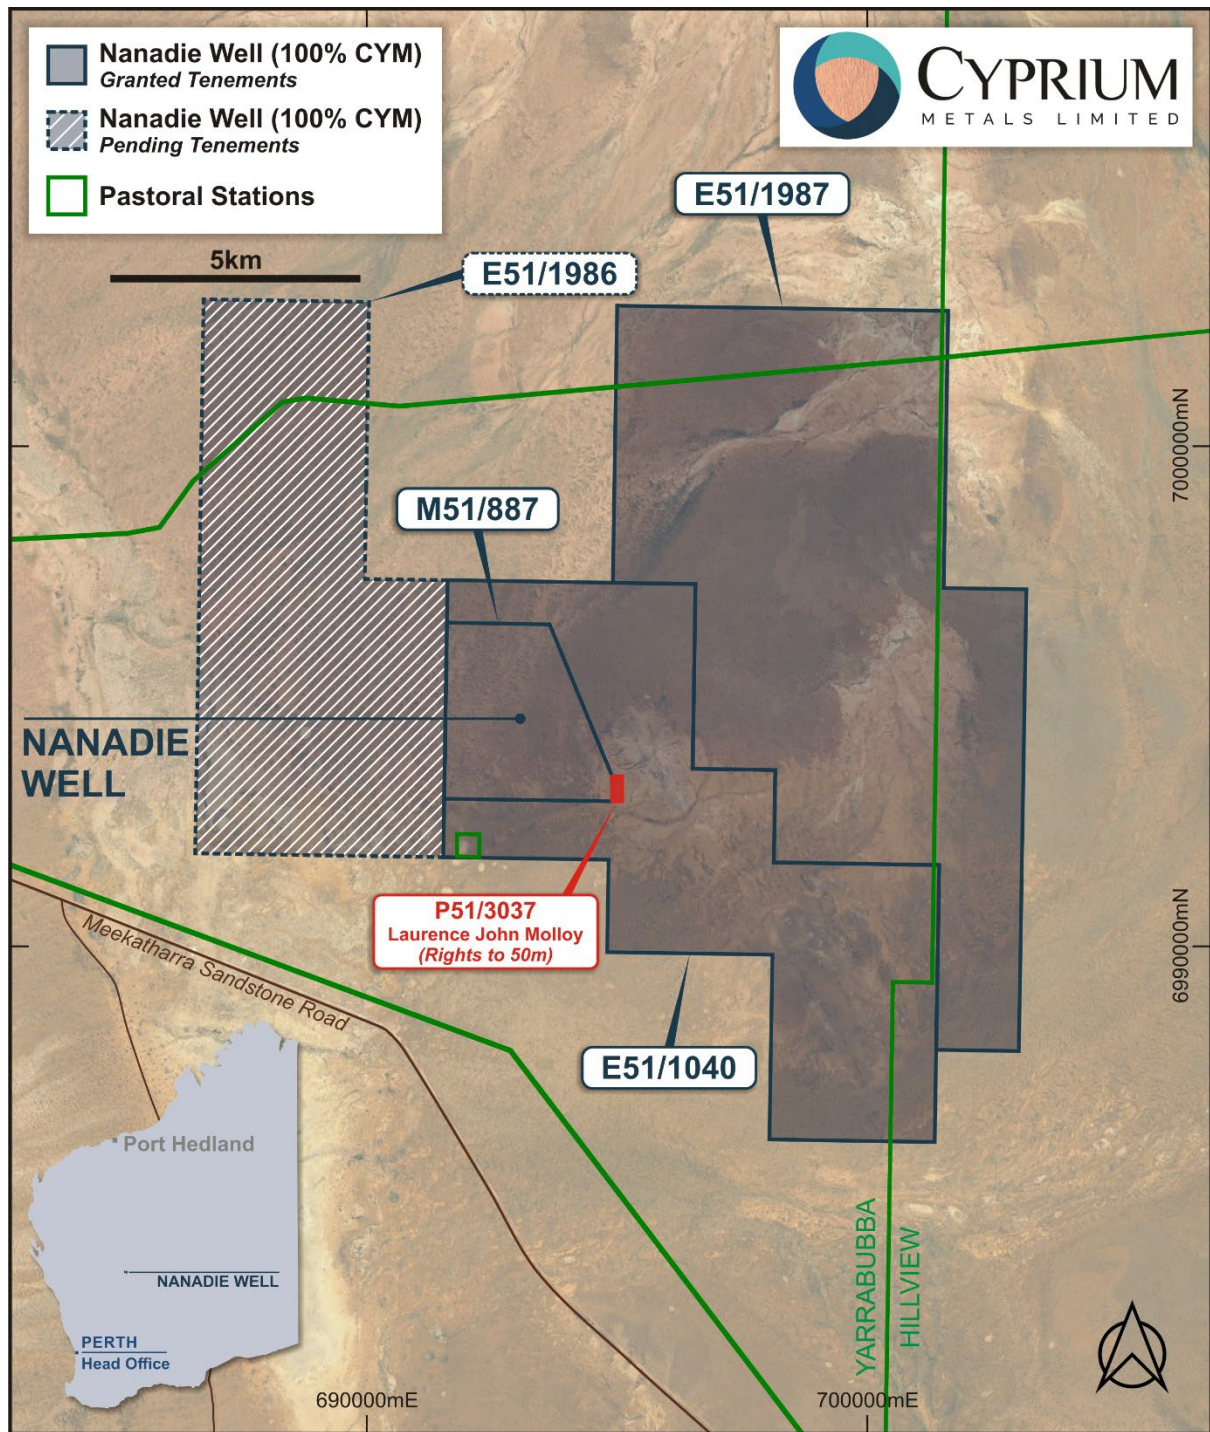 Nanadie Well (100% CYM)
Granted Tenements
Nanadie Well (100% CYM)
Pending Tenements
Pastoral Stations
CYPRIUM
METALS LIMITED
E51/1987
5km
E51/1986
7000000mN
M51/887
NANADIE
WELL
P51/3037
Laurence John Molloy
(Rights to 50m)
6990000mN
Meekatharra Sandstone Road
E51/1040
Port Hedland
NANADIE WELL
PERTH
Head Office
YARRABUBBA
HILLVIEW
690000mE
700000mE